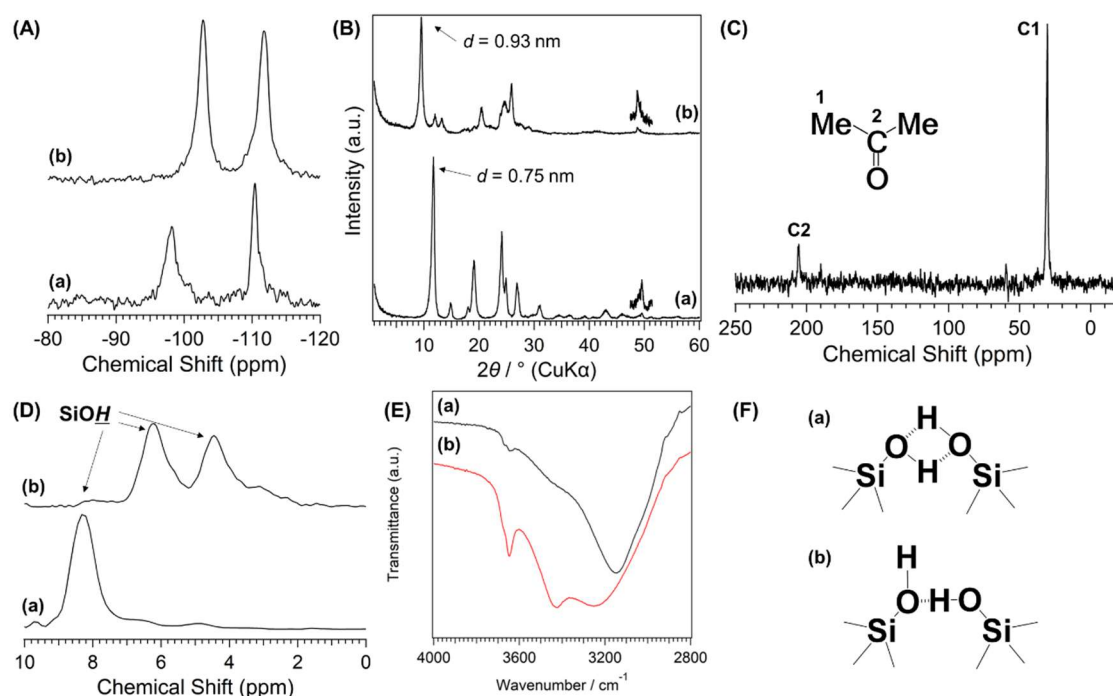 (A)
(b)
(a)
-80 -90 -100 -110 -120
Chemical Shift (ppm)
(B)
d = 0.93 nm
(b)
d = 0.75 nm
(a)
Intensity (a.u.)
10 20 30 40 50 60
2θ / ° (CuKα)
(C)
C1
1
2
Me Me
C
O
C2
250 200 150 100 50 0
Chemical Shift (ppm)
(D)
SiOH
(b)
(a)
10 8 6 4 2 0
Chemical Shift (ppm)
(E)
(a)
(b)
Transmittance (a.u.)
4000 3600 3200 2800
Wavenumber / cm⁻¹
(F)
(a)
H
O O
H
Si Si
(b)
H
O H O
Si Si